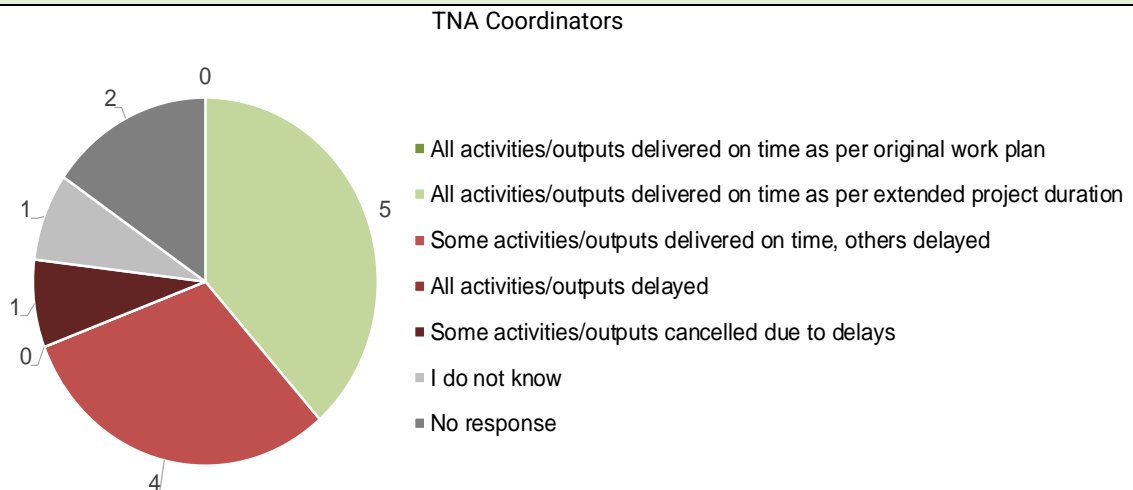 TNA Coordinators
0
2
5
1
1
0
4
All activities/outputs delivered on time as per original work plan
All activities/outputs delivered on time as per extended project duration
Some activities/outputs delivered on time, others delayed
All activities/outputs delayed
Some activities/outputs cancelled due to delays
I do not know
No response